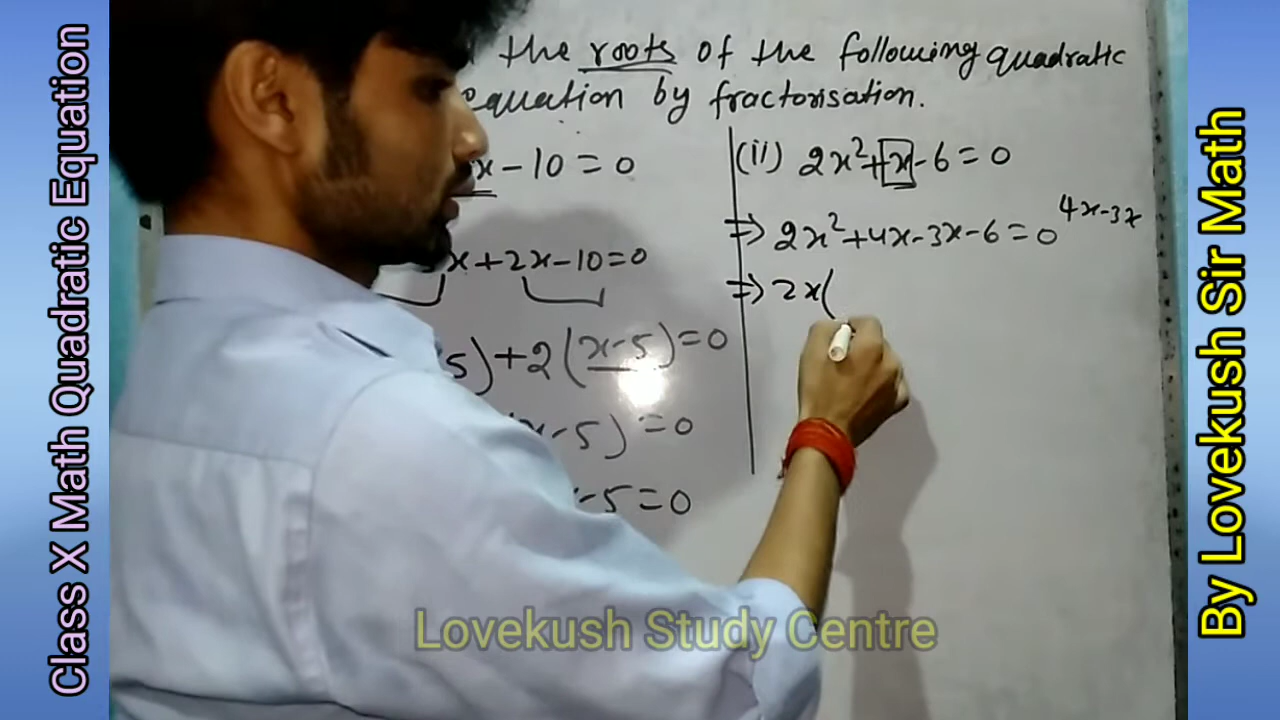 Class X Math Quadratic Equation
the roots of the following quadratic
equation by fractorisation.
x - 10 = 0
x + 2x - 10 = 0
5) + 2 (x - 5) = 0
x - 5) = 0
- 5 = 0
(ii) 2x² + x - 6 = 0
4x - 3x
⇒ 2x² + 4x - 3x - 6 = 0
⇒ 2x(
Lovekush Study Centre
By Lovekush Sir Math